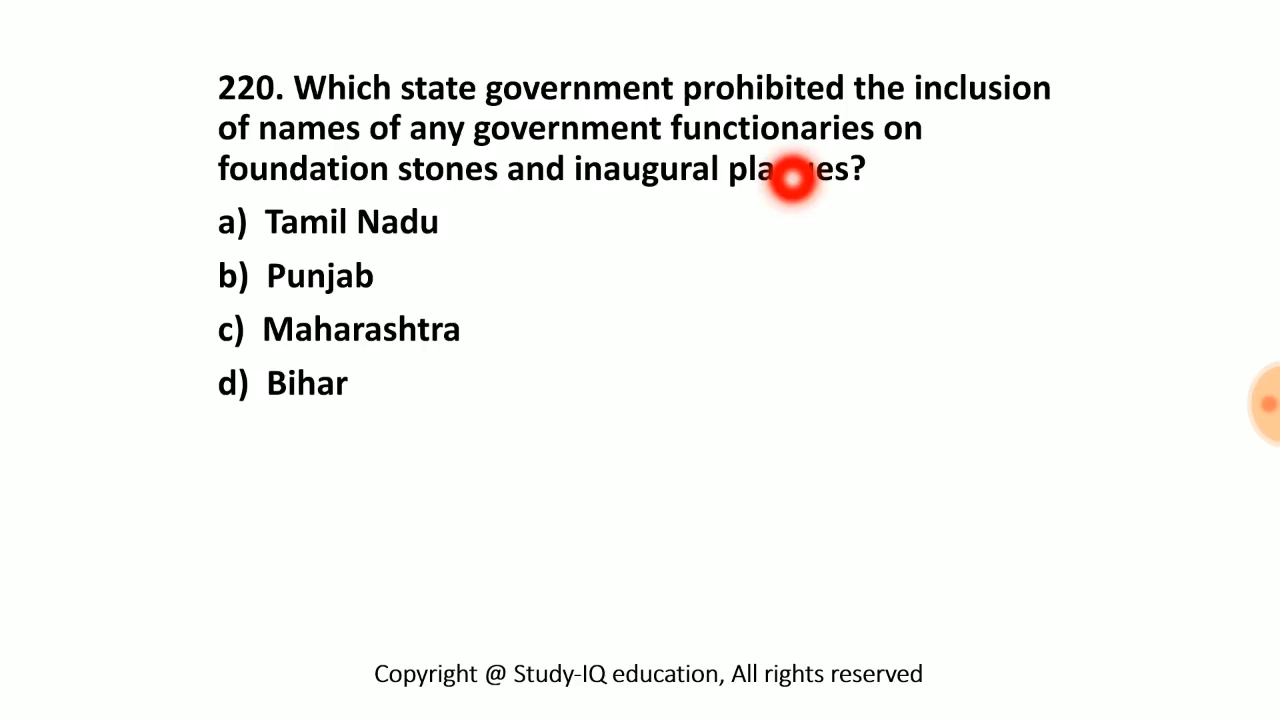 220. Which state government prohibited the inclusion
of names of any government functionaries on
foundation stones and inaugural plaques?
a) Tamil Nadu
b) Punjab
c) Maharashtra
d) Bihar
Copyright @ Study-IQ education, All rights reserved